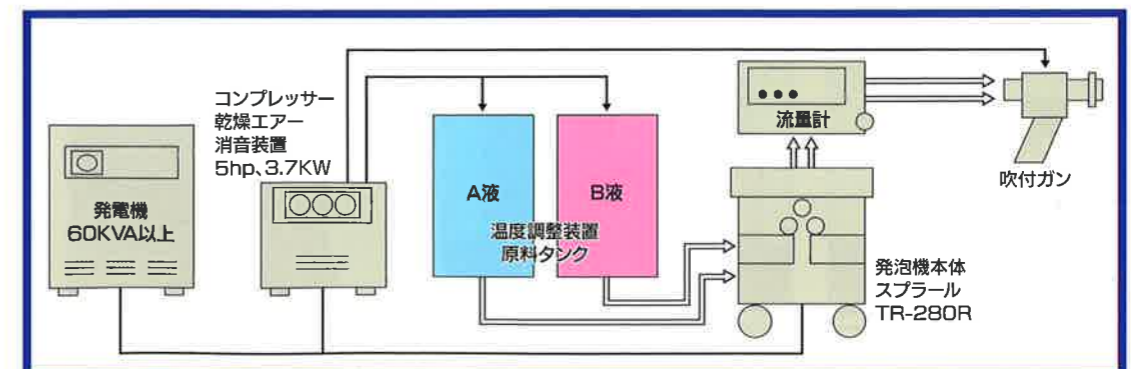 コンプレッサー
乾燥エアー
消音装置
5hp、3.7KW
発電機
60KVA以上
A液
B液
温度調整装置
原料タンク
流量計
吹付ガン
発泡機本体
スプラール
TR-280R